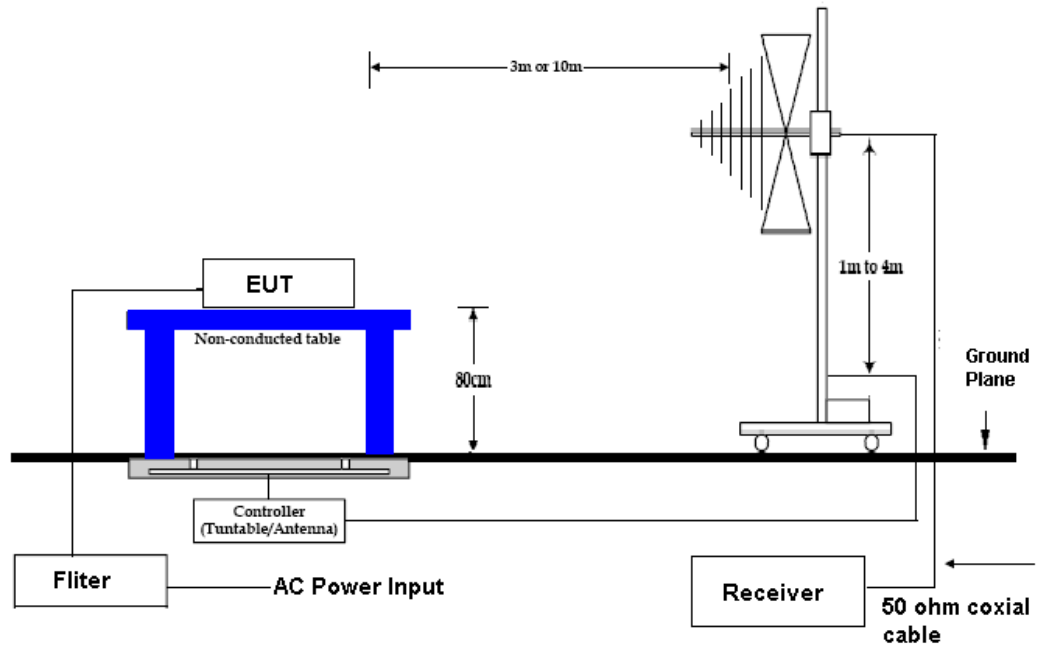 3m or 10m
1m to 4m
EUT
Non-conducted table
80cm
Ground
Plane
Controller
(Tuntable/Antenna)
Fliter
AC Power Input
Receiver
50 ohm coxial
cable